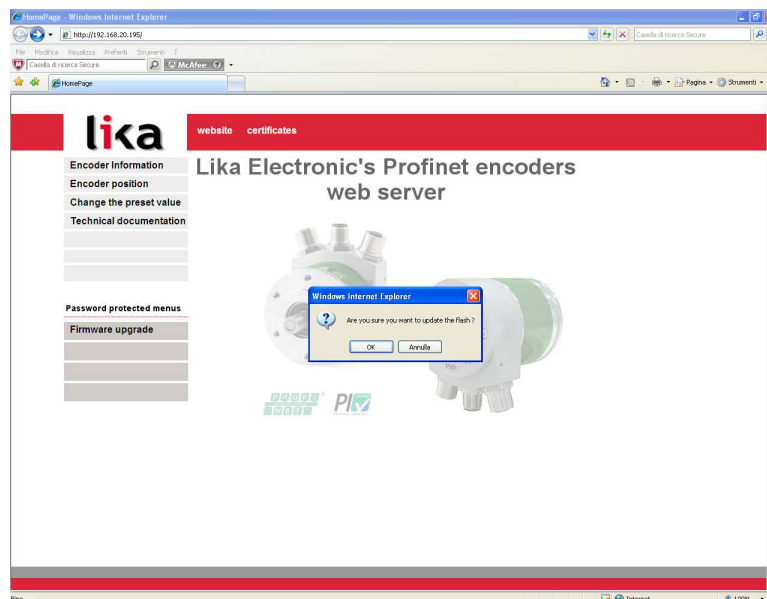 HomePage - Windows Internet Explorer
http://192.168.20.195/
Casella di ricerca Secure
File Modifica Visualizza Preferiti Strumenti ?
Casella di ricerca Secure
McAfee
HomePage
Pagina
Strumenti
lika
website certificates
Encoder Information
Encoder position
Change the preset value
Technical documentation
Password protected menus
Firmware upgrade
Lika Electronic's Profinet encoders
web server
Windows Internet Explorer
Are you sure you want to update the flash ?
OK
Annulla
PROFI
NET
PI
Internet
100%